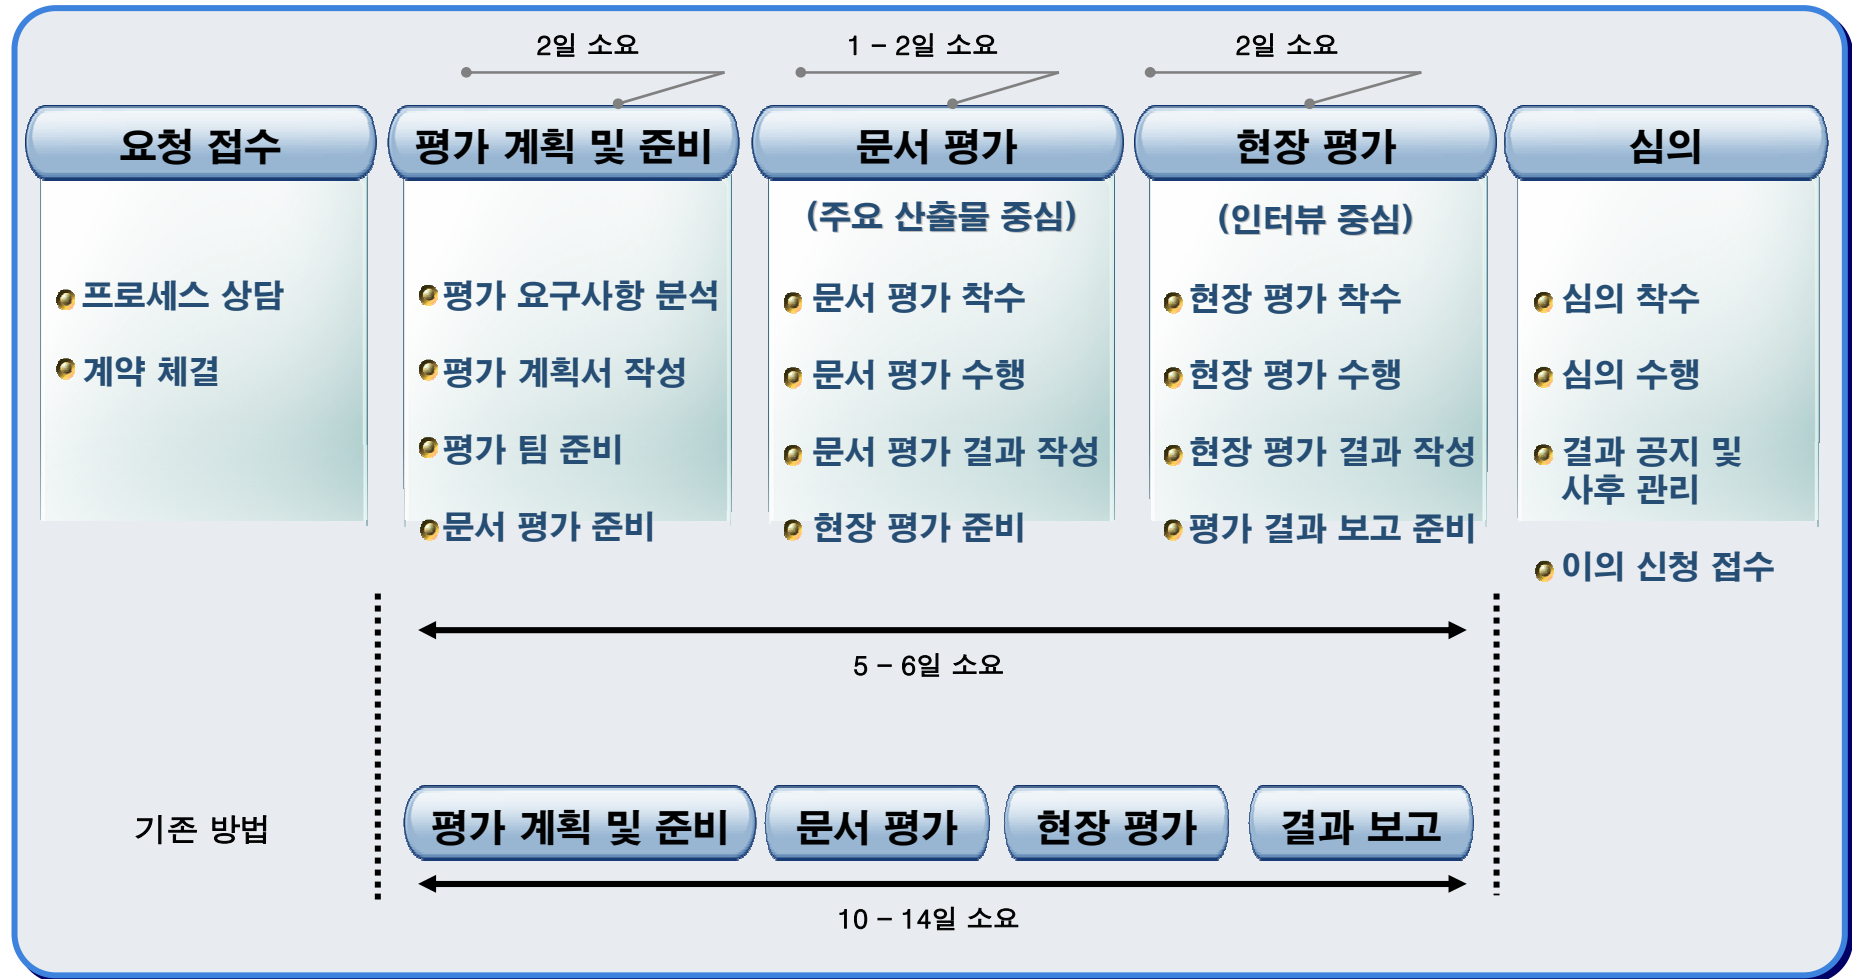 2일 소요
1 – 2일 소요
2일 소요
요청 접수
평가 계획 및 준비
문서 평가
현장 평가
심의
프로세스 상담
계약 체결
평가 요구사항 분석
평가 계획서 작성
평가 팀 준비
문서 평가 준비
(주요 산출물 중심)
문서 평가 착수
문서 평가 수행
문서 평가 결과 작성
현장 평가 준비
(인터뷰 중심)
현장 평가 착수
현장 평가 수행
현장 평가 결과 작성
평가 결과 보고 준비
심의 착수
심의 수행
결과 공지 및
사후 관리
이의 신청 접수
5 – 6일 소요
기존 방법
평가 계획 및 준비
문서 평가
현장 평가
결과 보고
10 – 14일 소요